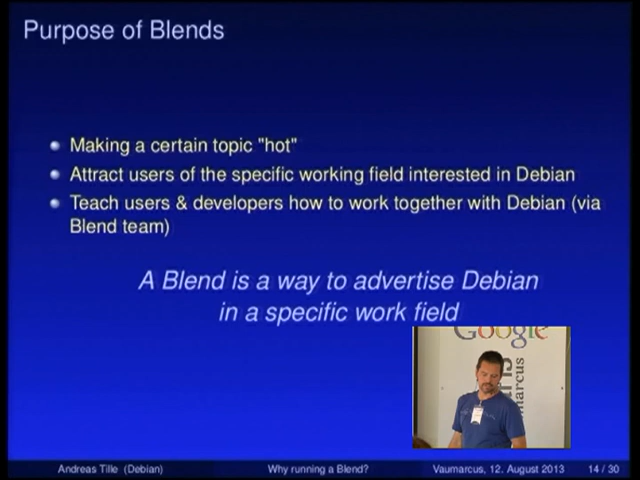 Purpose of Blends
Making a certain topic "hot"
Attract users of the specific working field interested in Debian
Teach users & developers how to work together with Debian (via
Blend team)
A Blend is a way to advertise Debian
in a specific work field
Google
marcus
Andreas Tille (Debian)
Why running a Blend?
Vaumarcus, 12. August 2013
14 / 30